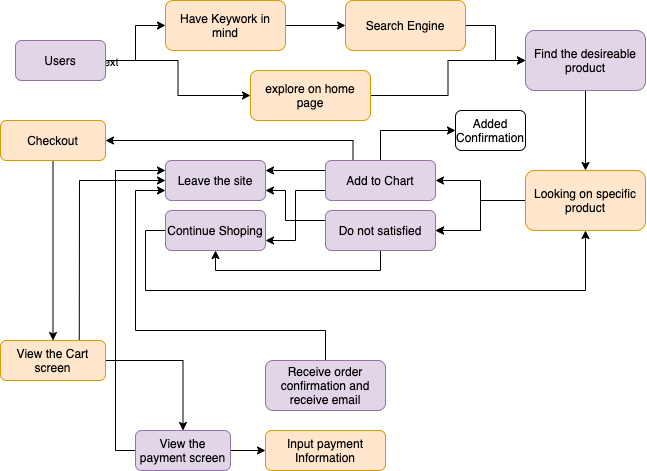 Have Keywork in
mind
Search Engine
Users
ext
Find the desireable
product
explore on home
page
Added
Confirmation
Checkout
Leave the site
Add to Chart
Looking on specific
product
Continue Shoping
Do not satisfied
View the Cart
screen
Receive order
confirmation and
receive email
View the
payment screen
Input payment
Information